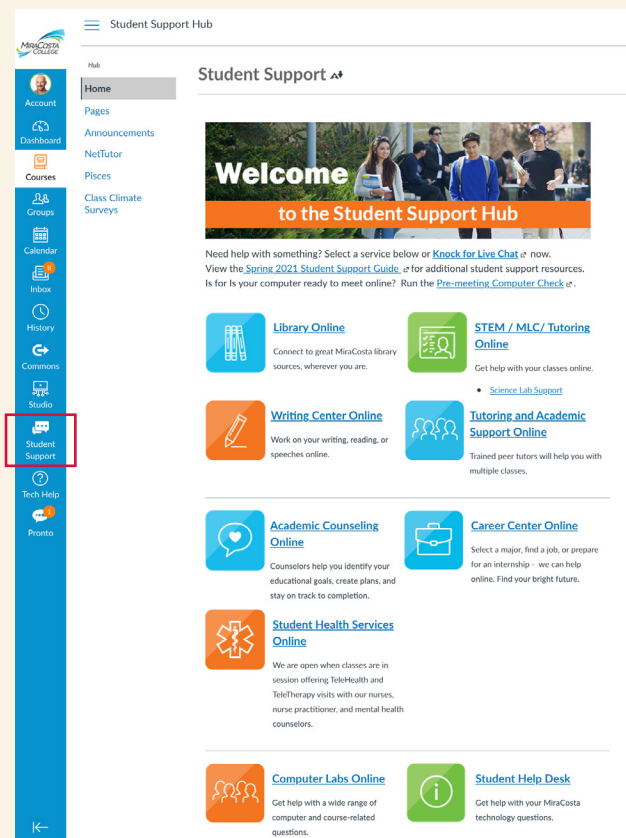 Student Support Hub
MIRACOSTA
COLLEGE
Account
Dashboard
Courses
Groups
Calendar
8
Inbox
History
Commons
Studio
Student
Support
Tech Help
1
Pronto
Hub
Home
Pages
Announcements
NetTutor
Pisces
Class Climate
Surveys
Student Support
Welcome
to the Student Support Hub
Need help with something? Select a service below or Knock for Live Chat now.
View the Spring 2021 Student Support Guide for additional student support resources.
Is for Is your computer ready to meet online? Run the Pre-meeting Computer Check .
Library Online
Connect to great MiraCosta library
sources, wherever you are.
STEM / MLC/ Tutoring
Online
Get help with your classes online.
• Science Lab Support
Writing Center Online
Work on your writing, reading, or
speeches online.
Tutoring and Academic
Support Online
Trained peer tutors will help you with
multiple classes.
Academic Counseling
Online
Counselors help you identify your
educational goals, create plans, and
stay on track to completion.
Career Center Online
Select a major, find a job, or prepare
for an internship - we can help
online. Find your bright future.
Student Health Services
Online
We are open when classes are in
session offering TeleHealth and
TeleTherapy visits with our nurses,
nurse practitioner, and mental health
counselors.
Computer Labs Online
Get help with a wide range of
computer and course-related
questions.
Student Help Desk
Get help with your MiraCosta
technology questions.